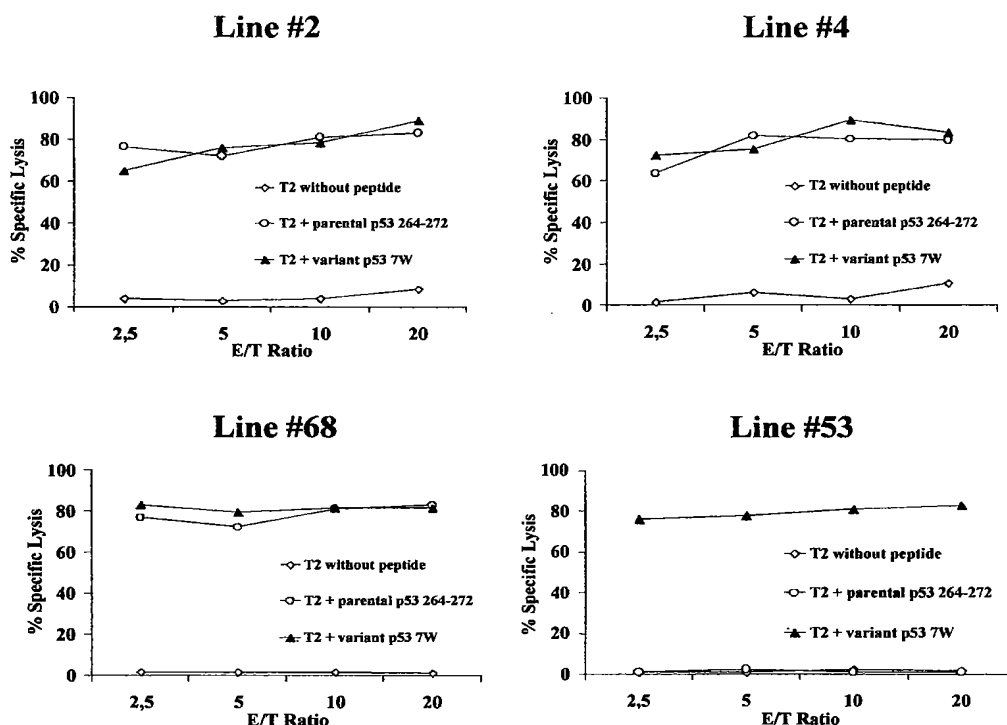 Line #2
% Specific Lysis
100
80
60
40
20
0
T2 without peptide
T2 + parental p53 264-272
T2 + variant p53 7W
2,5 5 10 20
E/T Ratio
Line #4
% Specific Lysis
100
80
60
40
20
0
T2 without peptide
T2 + parental p53 264-272
T2 + variant p53 7W
2,5 5 10 20
E/T Ratio
Line #68
% Specific Lysis
100
80
60
40
20
0
T2 without peptide
T2 + parental p53 264-272
T2 + variant p53 7W
2,5 5 10 20
E/T Ratio
Line #53
% Specific Lysis
100
80
60
40
20
0
T2 without peptide
T2 + parental p53 264-272
T2 + variant p53 7W
2,5 5 10 20
E/T Ratio